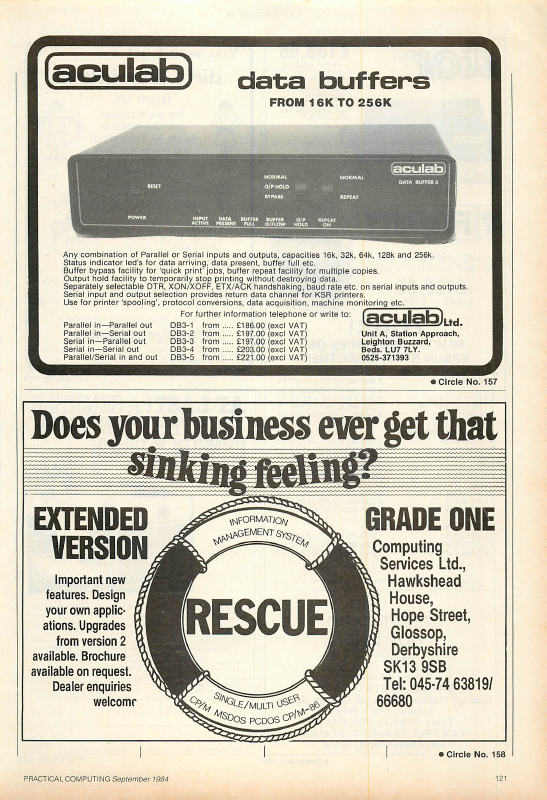 aculab
data buffers
FROM 16K TO 256K
aculab
DATA BUFFER 3
NORMAL
O/P HOLD
BYPASS
NORMAL
REPEAT
RESET
POWER
INPUT ACTIVE
DATA PRESENT
BUFFER FULL
BUFFER O/FLOW
O/P HOLD
REPEAT ON
Any combination of Parallel or Serial inputs and outputs, capacities 16k, 32k, 64k, 128k and 256k.
Status indicator led's for data arriving, data present, buffer full etc.
Buffer bypass facility for 'quick print' jobs, buffer repeat facility for multiple copies.
Output hold facility to temporarily stop printing without destroying data.
Separately selectable DTR, XON/XOFF, ETX/ACK handshaking, baud rate etc. on serial inputs and outputs.
Serial input and output selection provides return data channel for KSR printers.
Use for printer 'spooling', protocol conversions, data acquisition, machine monitoring etc.
For further information telephone or write to:
Parallel in—Parallel out DB3-1 from ..... £186.00 (excl VAT)
Parallel in—Serial out DB3-2 from ..... £197.00 (excl VAT)
Serial in—Parallel out DB3-3 from ..... £197.00 (excl VAT)
Serial in—Serial out DB3-4 from ..... £203.00 (excl VAT)
Parallel/Serial in and out DB3-5 from ..... £221.00 (excl VAT)
aculab Ltd.
Unit A, Station Approach,
Leighton Buzzard,
Beds. LU7 7LY.
0525-371393
● Circle No. 157
Does your business ever get that
sinking feeling?
EXTENDED
VERSION
Important new
features. Design
your own applic-
ations. Upgrades
from version 2
available. Brochure
available on request.
Dealer enquiries
welcome
INFORMATION
MANAGEMENT SYSTEM
RESCUE
SINGLE/MULTI USER
CP/M MSDOS PCDOS CP/M-86
GRADE ONE
Computing
Services Ltd.,
Hawkshead
House,
Hope Street,
Glossop,
Derbyshire
SK13 9SB
Tel: 045-74 63819/
66680
● Circle No. 158
PRACTICAL COMPUTING September 1984
121